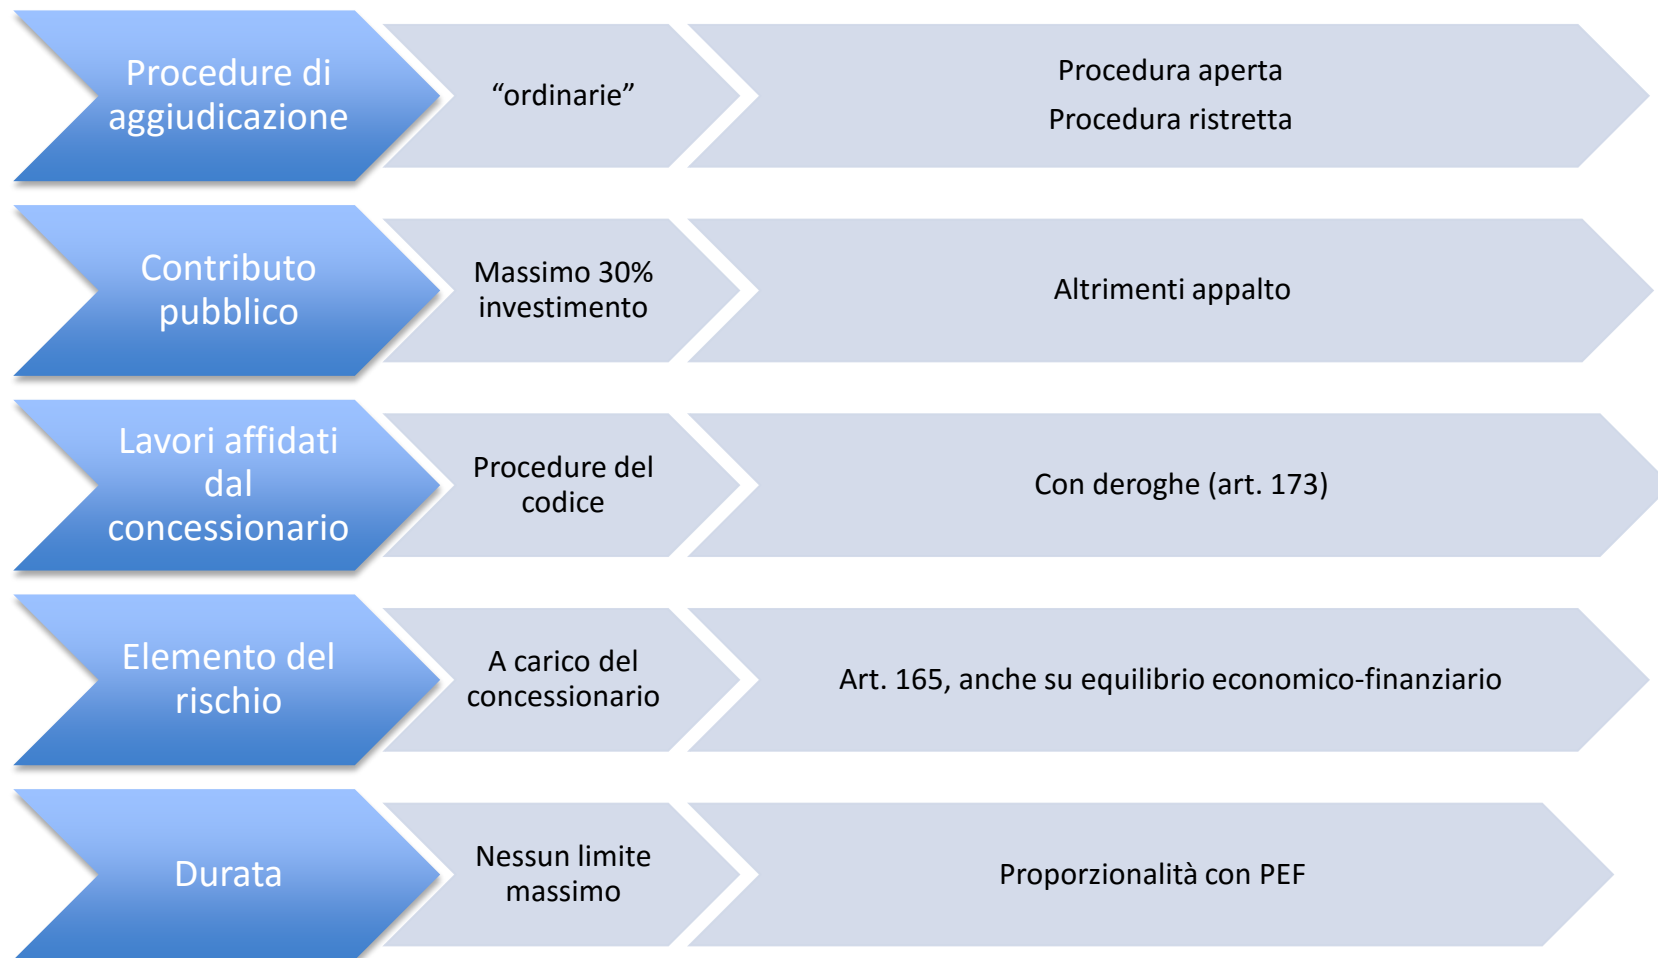 Procedure di
aggiudicazione
“ordinarie”
Procedura aperta
Procedura ristretta
Contributo
pubblico
Massimo 30%
investimento
Altrimenti appalto
Lavori affidati
dal
concessionario
Procedure del
codice
Con deroghe (art. 173)
Elemento del
rischio
A carico del
concessionario
Art. 165, anche su equilibrio economico-finanziario
Durata
Nessun limite
massimo
Proporzionalità con PEF